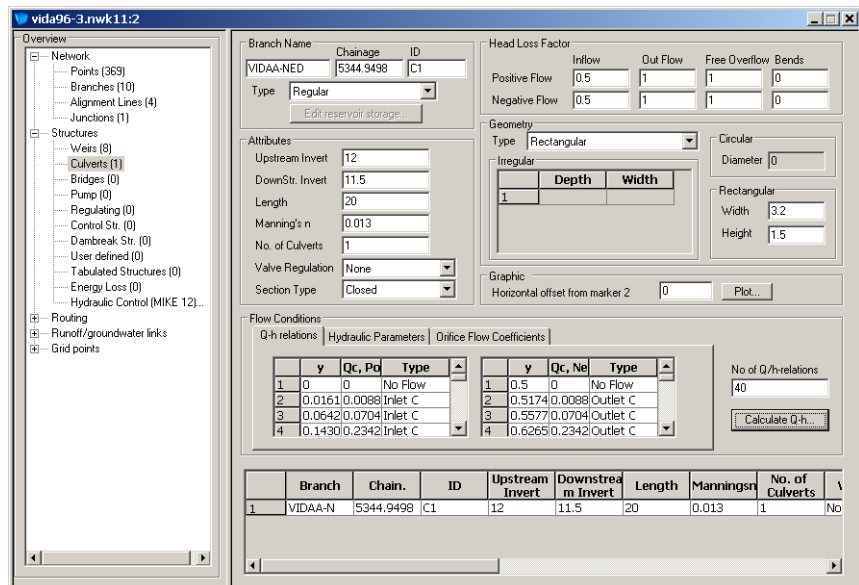 vida96-3.nwk11:2
Overview
Network
Points (369)
Branches (10)
Alignment Lines (4)
Junctions (1)
Structures
Weirs (8)
Culverts (1)
Bridges (0)
Pump (0)
Regulating (0)
Control Str. (0)
Dambreak Str. (0)
User defined (0)
Tabulated Structures (0)
Energy Loss (0)
Hydraulic Control (MIKE 12)...
Routing
Runoff/groundwater links
Grid points
Branch Name
Chainage ID
VIDAA-NED 5344.9498 C1
Type Regular
Edit reservoir storage...
Head Loss Factor
Inflow Out Flow Free Overflow Bends
Positive Flow 0.5 1 1 0
Negative Flow 0.5 1 1 0
Attributes
Upstream Invert 12
DownStr. Invert 11.5
Length 20
Manning's n 0.013
No. of Culverts 1
Valve Regulation None
Section Type Closed
Geometry
Type Rectangular
Irregular
Depth Width
1
Circular
Diameter 0
Rectangular
Width 3.2
Height 1.5
Graphic
Horizontal offset from marker 2 0 Plot...
Flow Conditions
Q-h relations Hydraulic Parameters Orifice Flow Coefficients
y Qc, Po Type
1 0 0 No Flow
2 0.0161 0.0088 Inlet C
3 0.0642 0.0704 Inlet C
4 0.1430 0.2342 Inlet C
y Qc, Ne Type
1 0.5 0 No Flow
2 0.5174 0.0088 Outlet C
3 0.5577 0.0704 Outlet C
4 0.6265 0.2342 Outlet C
No of Q/h-relations
40
Calculate Q-h...
Branch Chain. ID Upstream Invert Downstrea m Invert Length Manningsn No. of Culverts V
1 VIDAA-N 5344.9498 C1 12 11.5 20 0.013 1 No